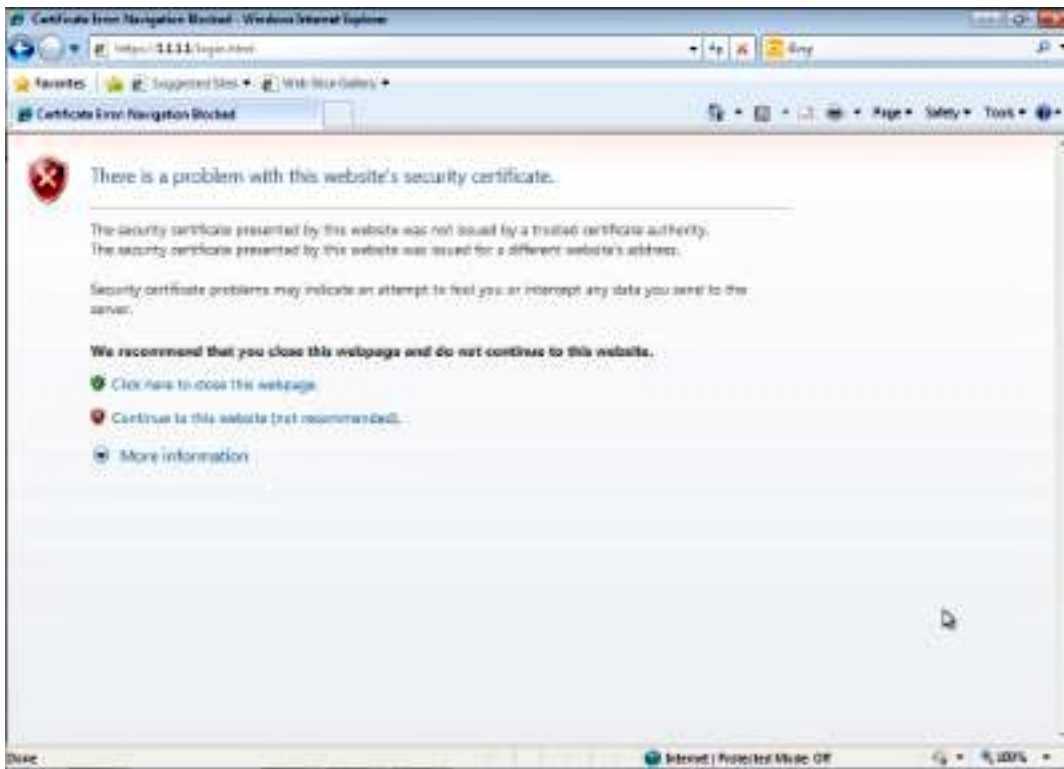 Certificate Error: Navigation Blocked - Windows Internet Explorer
https://1.1.1.1/login.html
Bing
Favorites Suggested Sites Web Slice Gallery
Certificate Error: Navigation Blocked
Page Safety Tools
There is a problem with this website's security certificate.
The security certificate presented by this website was not issued by a trusted certificate authority.
The security certificate presented by this website was issued for a different website's address.
Security certificate problems may indicate an attempt to fool you or intercept any data you send to the
server.
We recommend that you close this webpage and do not continue to this website.
Click here to close this webpage.
Continue to this website (not recommended).
More information
Done
Internet | Protected Mode: Off
100%